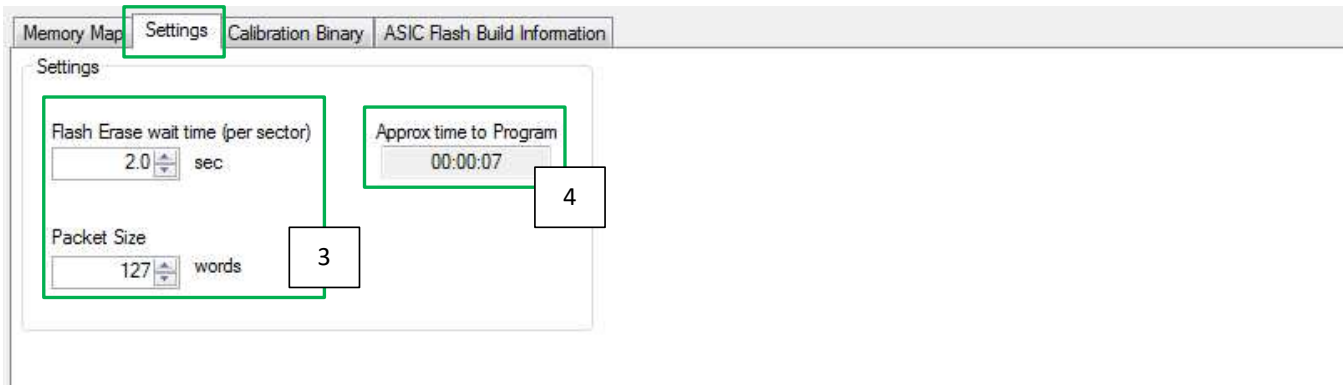 Memory Map Settings Calibration Binary ASIC Flash Build Information
Settings
Flash Erase wait time (per sector) Approx time to Program
2.0 sec 00:00:07
4
Packet Size
127 words 3